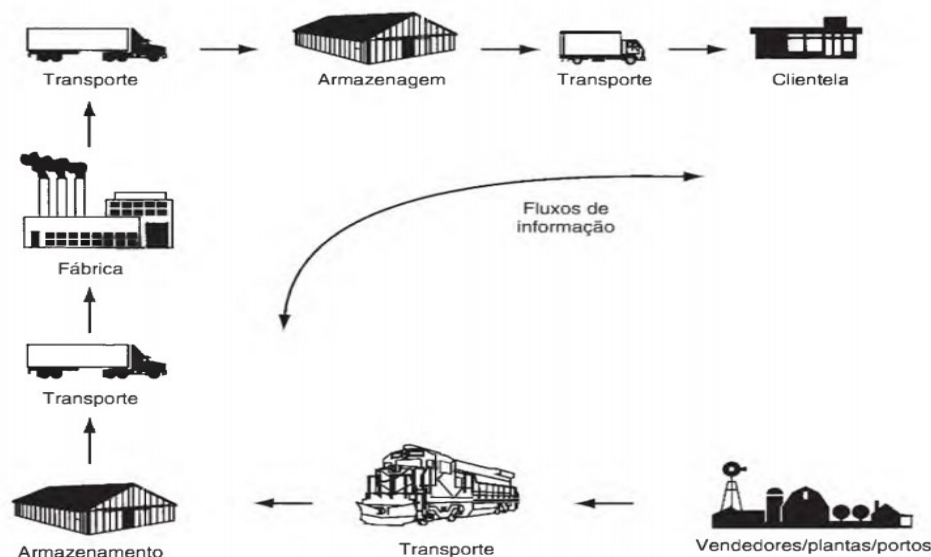 Transporte
Armazenagem
Transporte
Clientela
Fluxos de
informação
Fábrica
Transporte
Armazenamento
Transporte
Vendedores/plantas/portos